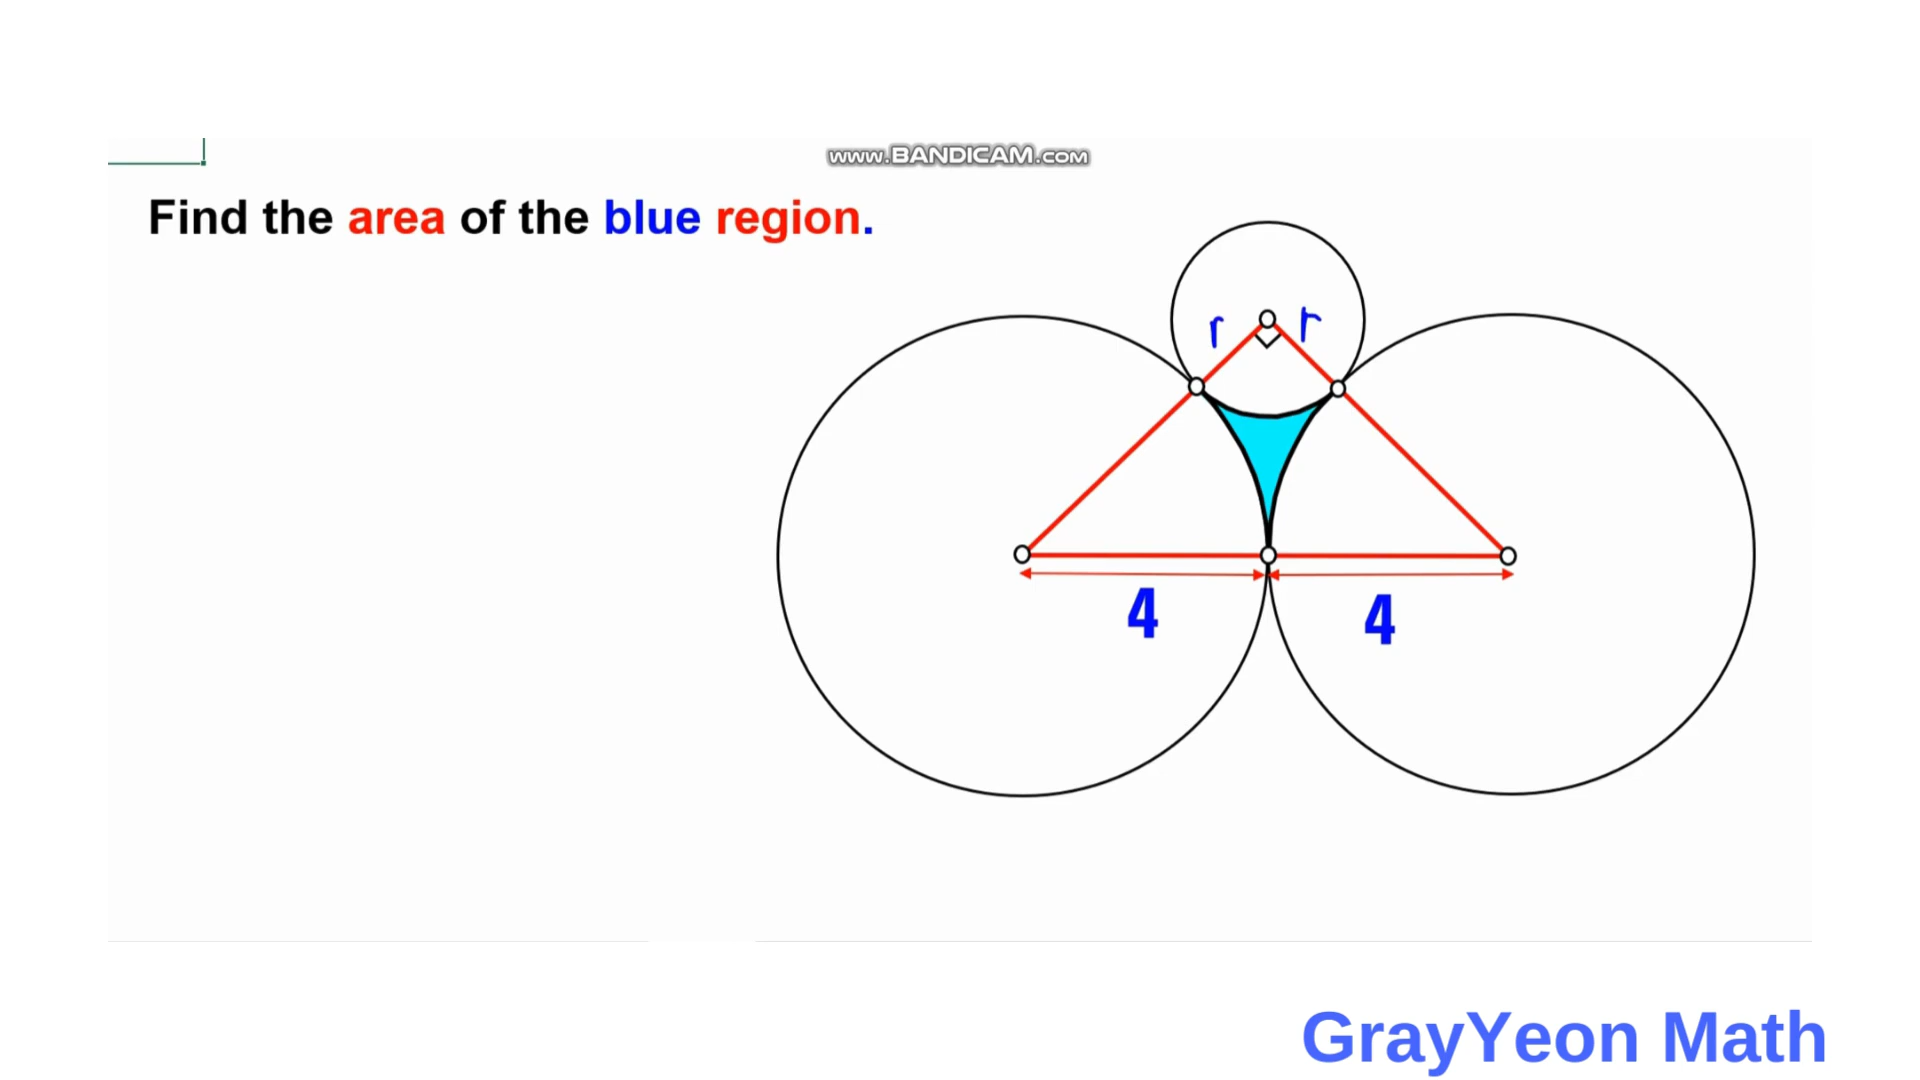 www.BANDICAM.com
Find the area of the blue region.
r r
4 4
GrayYeon Math